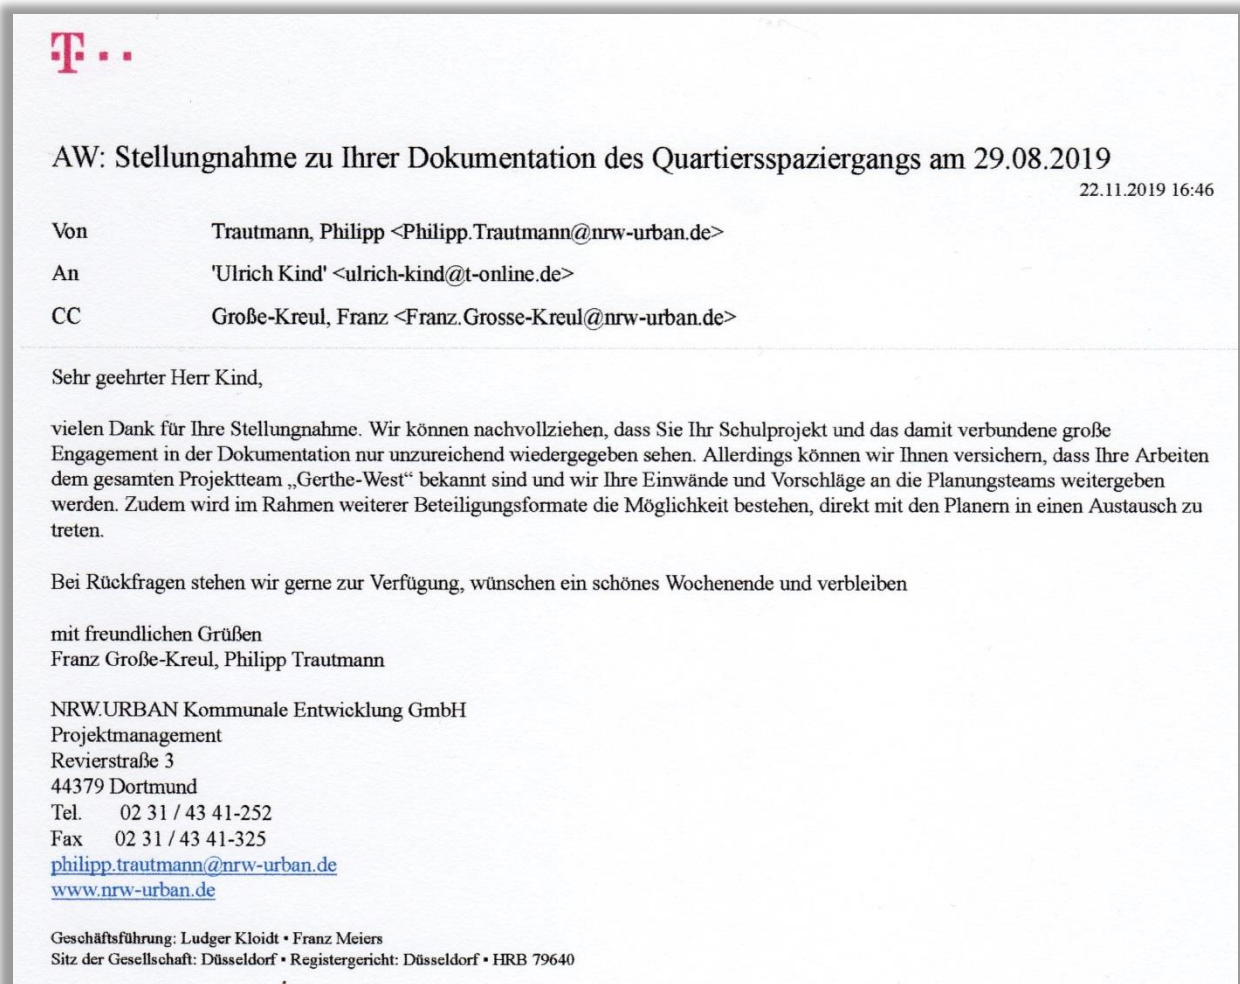 T··
AW: Stellungnahme zu Ihrer Dokumentation des Quartiersspaziergangs am 29.08.2019
22.11.2019 16:46
Von Trautmann, Philipp <Philipp.Trautmann@nrw-urban.de>
An 'Ulrich Kind' <ulrich-kind@t-online.de>
CC Große-Kreul, Franz <Franz.Grosse-Kreul@nrw-urban.de>
Sehr geehrter Herr Kind,
vielen Dank für Ihre Stellungnahme. Wir können nachvollziehen, dass Sie Ihr Schulprojekt und das damit verbundene große
Engagement in der Dokumentation nur unzureichend wiedergegeben sehen. Allerdings können wir Ihnen versichern, dass Ihre Arbeiten
dem gesamten Projektteam „Gerthe-West“ bekannt sind und wir Ihre Einwände und Vorschläge an die Planungsteams weitergeben
werden. Zudem wird im Rahmen weiterer Beteiligungsformate die Möglichkeit bestehen, direkt mit den Planern in einen Austausch zu
treten.
Bei Rückfragen stehen wir gerne zur Verfügung, wünschen ein schönes Wochenende und verbleiben
mit freundlichen Grüßen
Franz Große-Kreul, Philipp Trautmann
NRW.URBAN Kommunale Entwicklung GmbH
Projektmanagement
Revierstraße 3
44379 Dortmund
Tel. 02 31 / 43 41-252
Fax 02 31 / 43 41-325
philipp.trautmann@nrw-urban.de
www.nrw-urban.de
Geschäftsführung: Ludger Kloidt • Franz Meiers
Sitz der Gesellschaft: Düsseldorf • Registergericht: Düsseldorf • HRB 79640